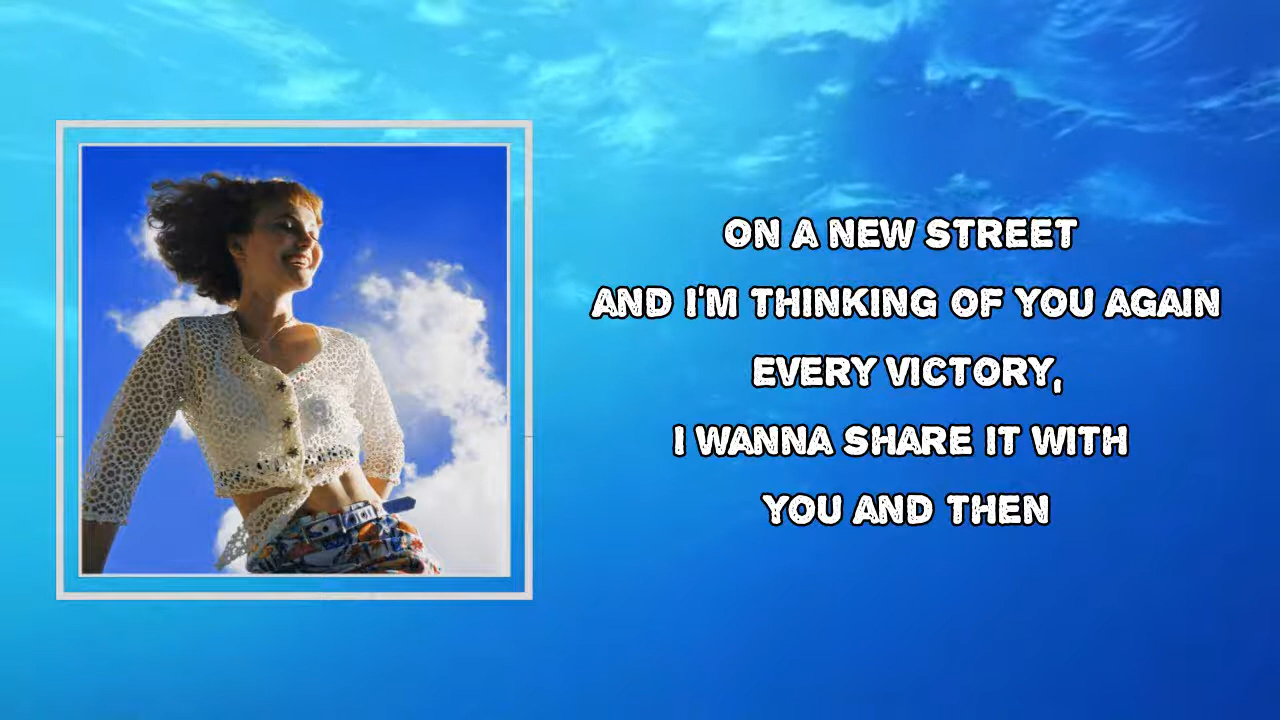 ON A NEW STREET
AND I'M THINKING OF YOU AGAIN
EVERY VICTORY,
I WANNA SHARE IT WITH
YOU AND THEN